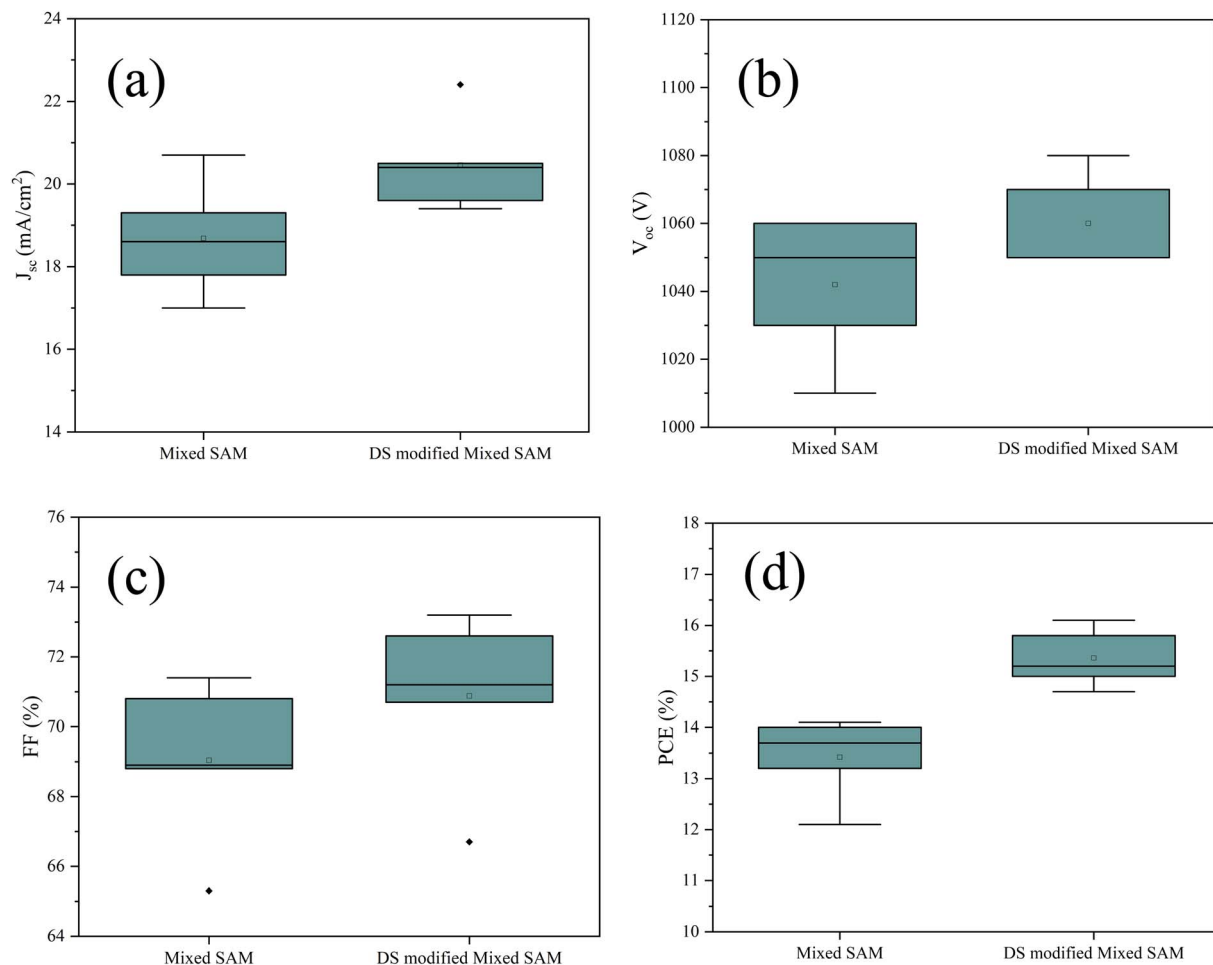 (a)
24
22
20
18
16
14
J_sc (mA/cm²)
Mixed SAM
DS modified Mixed SAM
(b)
1120
1100
1080
1060
1040
1020
1000
V_oc (V)
Mixed SAM
DS modified Mixed SAM
(c)
76
74
72
70
68
66
64
FF (%)
Mixed SAM
DS modified Mixed SAM
(d)
18
17
16
15
14
13
12
11
10
PCE (%)
Mixed SAM
DS modified Mixed SAM